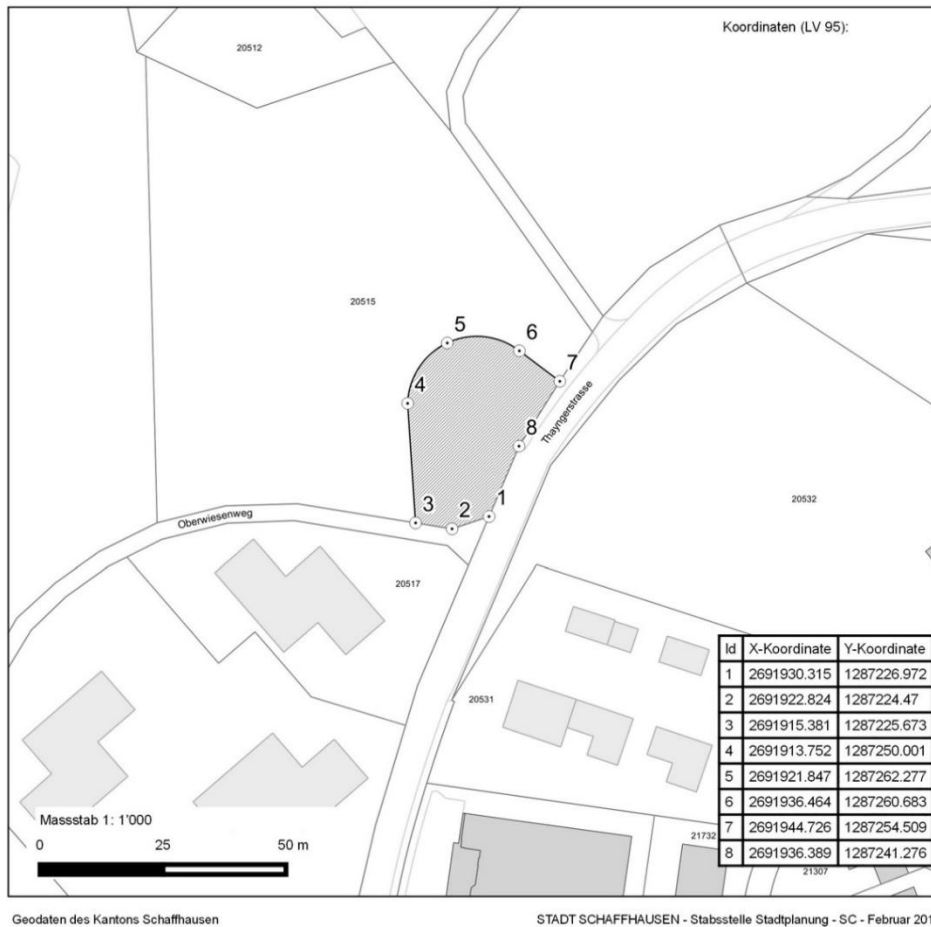 Koordinaten (LV 95):
20512
20515
5
6
7
4
Thayngerstrasse
8
20532
3
1
2
Oberwiesenweg
20517
20531
Id X-Koordinate Y-Koordinate
1 2691930.315 1287226.972
2 2691922.824 1287224.47
3 2691915.381 1287225.673
4 2691913.752 1287250.001
5 2691921.847 1287262.277
6 2691936.464 1287260.683
7 2691944.726 1287254.509
8 2691936.389 1287241.276
Massstab 1: 1'000
0 25 50 m
21732
21307
Geodaten des Kantons Schaffhausen
STADT SCHAFFHAUSEN - Stabsstelle Stadtplanung - SC - Februar 201